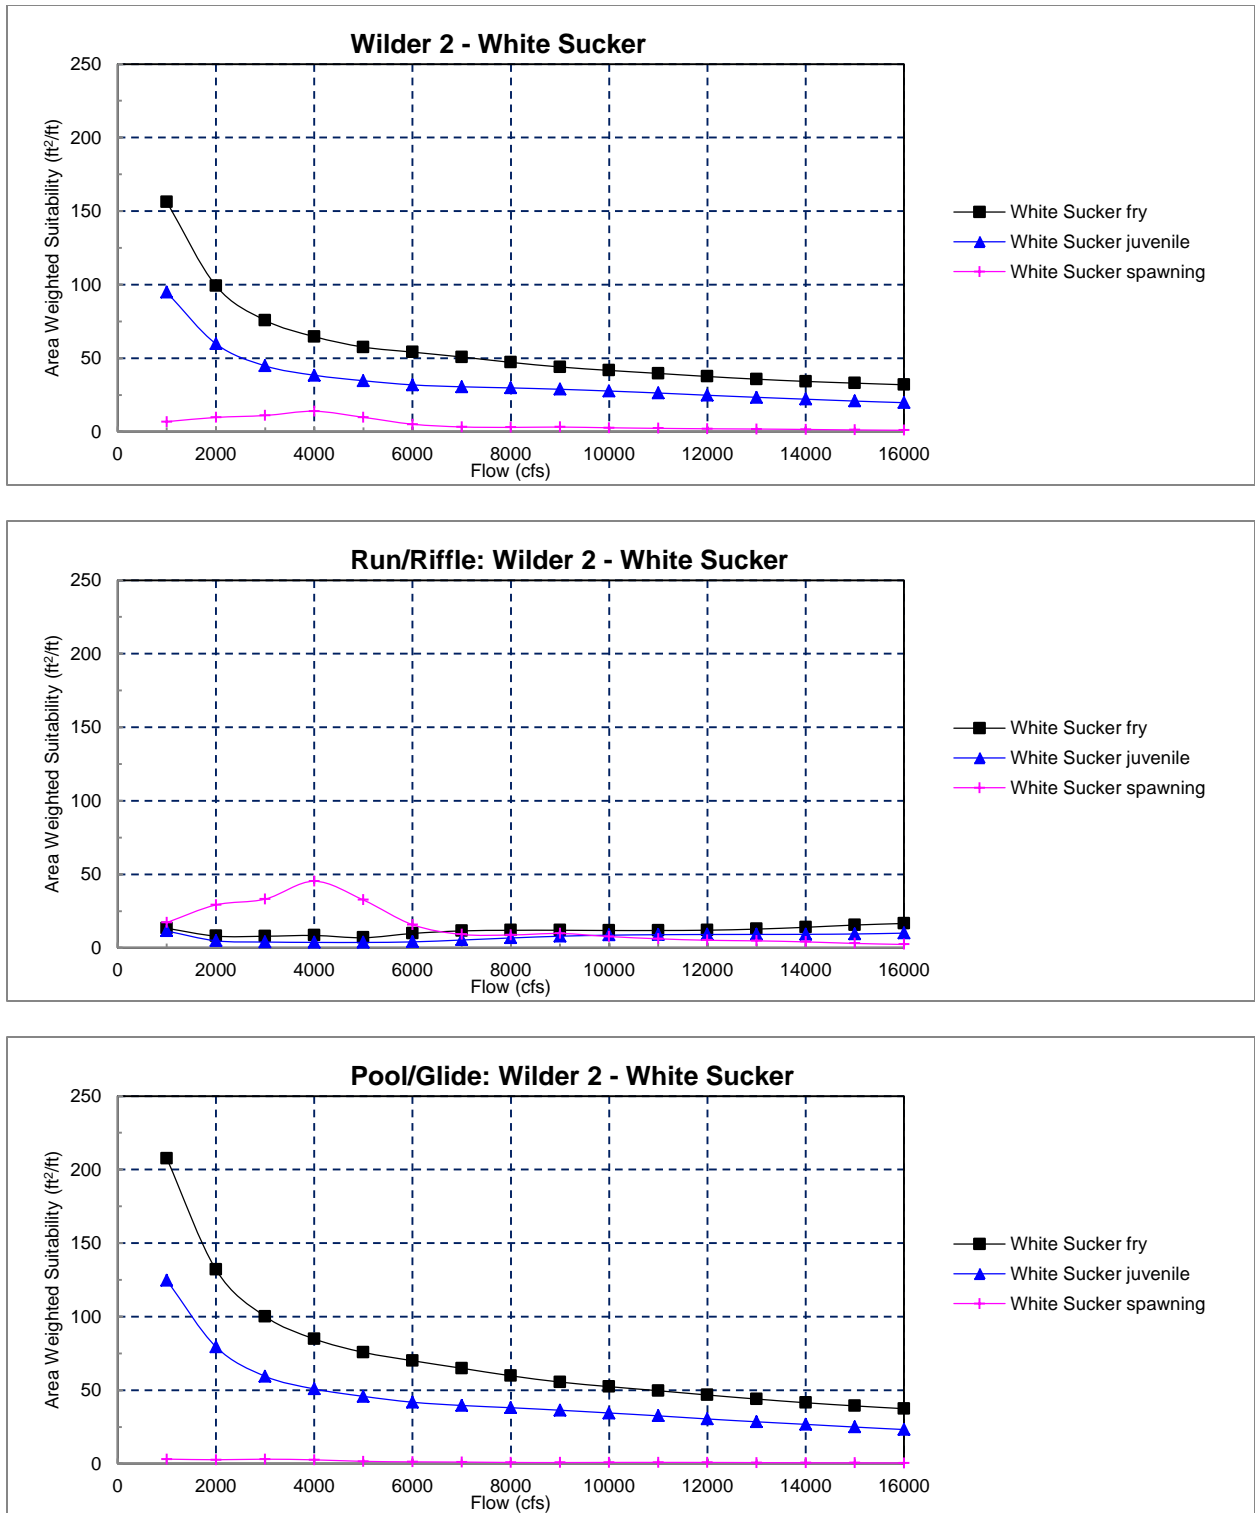 Wilder 2 - White Sucker
250
200
150
100
50
0
Area Weighted Suitability (ft²/ft)
0 2000 4000 6000 8000 10000 12000 14000 16000
Flow (cfs)
White Sucker fry
White Sucker juvenile
White Sucker spawning
Run/Riffle: Wilder 2 - White Sucker
250
200
150
100
50
0
Area Weighted Suitability (ft²/ft)
0 2000 4000 6000 8000 10000 12000 14000 16000
Flow (cfs)
White Sucker fry
White Sucker juvenile
White Sucker spawning
Pool/Glide: Wilder 2 - White Sucker
250
200
150
100
50
0
Area Weighted Suitability (ft²/ft)
0 2000 4000 6000 8000 10000 12000 14000 16000
Flow (cfs)
White Sucker fry
White Sucker juvenile
White Sucker spawning